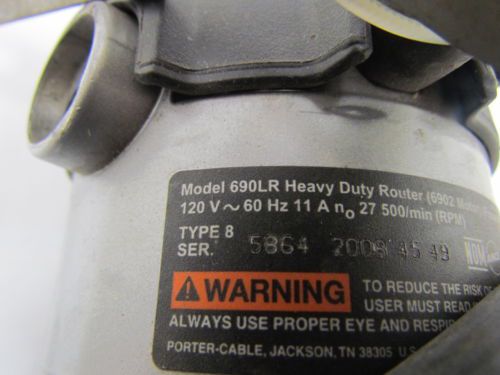 Model 690LR Heavy Duty Router (6902 Motor
120 V ~ 60 Hz 11 A no 27 500/min (RPM)
TYPE 8
SER. 5864 2008 45 49 NOM
WARNING TO REDUCE THE RISK OF
USER MUST READ
ALWAYS USE PROPER EYE AND
PORTER-CABLE, JACKSON, TN 38305